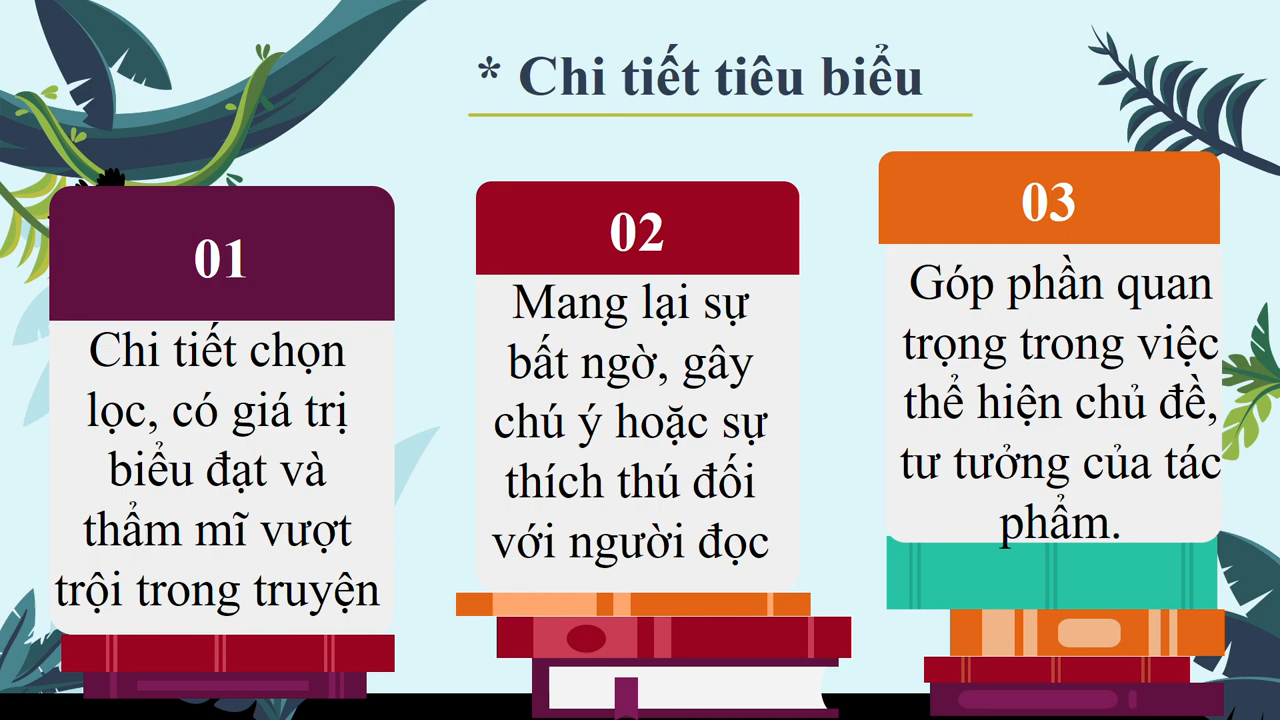 * Chi tiết tiêu biểu
01
Chi tiết chọn
lọc, có giá trị
biểu đạt và
thẩm mĩ vượt
trội trong truyện
02
Mang lại sự
bất ngờ, gây
chú ý hoặc sự
thích thú đối
với người đọc
03
Góp phần quan
trọng trong việc
thể hiện chủ đề,
tư tưởng của tác
phẩm.